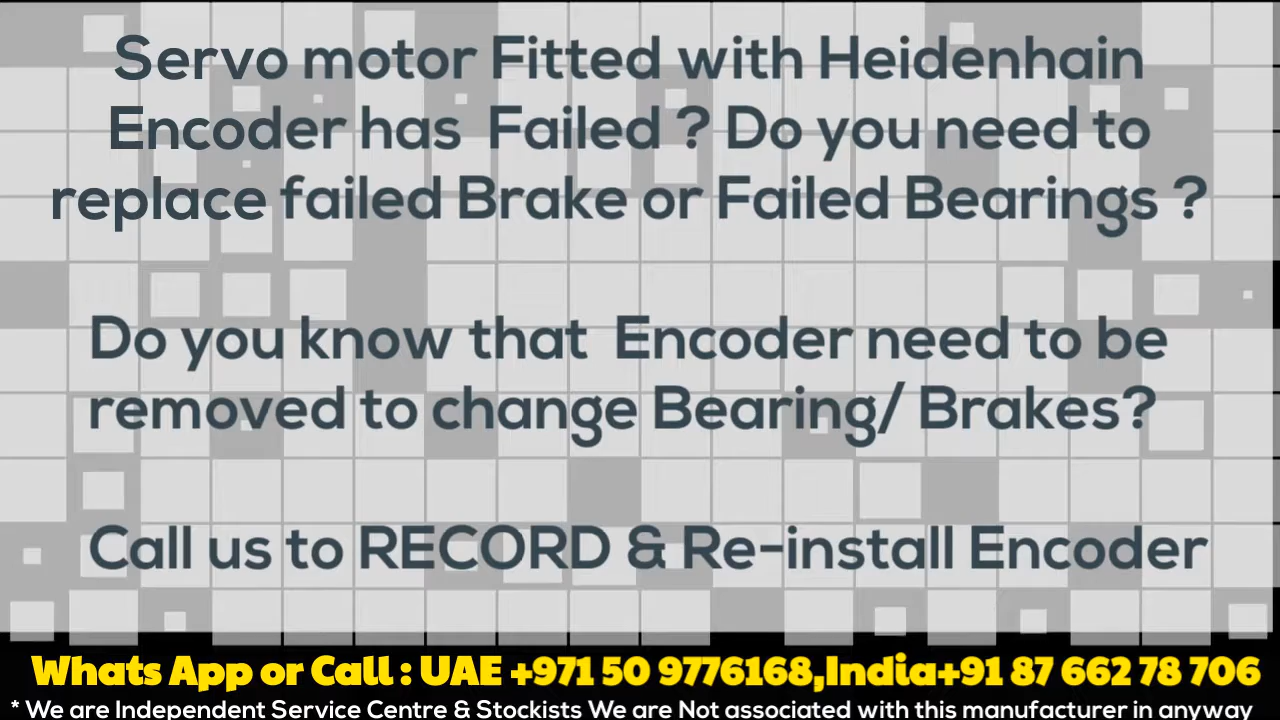 Servo motor Fitted with Heidenhain
Encoder has Failed ? Do you need to
replace failed Brake or Failed Bearings ?
Do you know that Encoder need to be
removed to change Bearing/ Brakes?
Call us to RECORD & Re-install Encoder
Whats App or Call : UAE +971 50 9776168,India+91 87 662 78 706
* We are Independent Service Centre & Stockists We are Not associated with this manufacturer in anyway